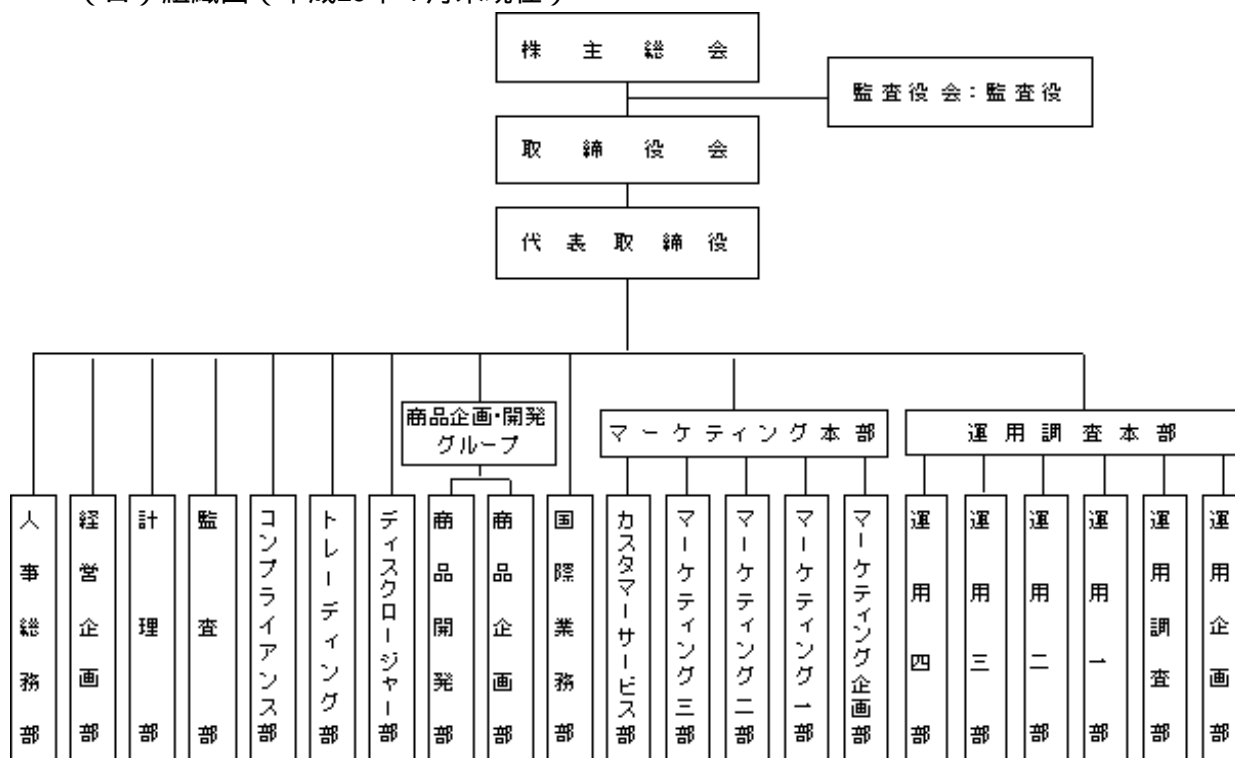 株主総会
監査役会：監査役
取締役会
代表取締役
商品企画・開発
グループ
マーケティング本部
運用調査本部
人事総務部
経営企画部
計理部
監査部
コンプライアンス部
トレーディング部
ディスクロージャー部
商品開発部
商品企画部
国際業務部
カスタマーサービス部
マーケティング三部
マーケティング二部
マーケティング一部
マーケティング企画部
運用四部
運用三部
運用二部
運用一部
運用調査部
運用企画部